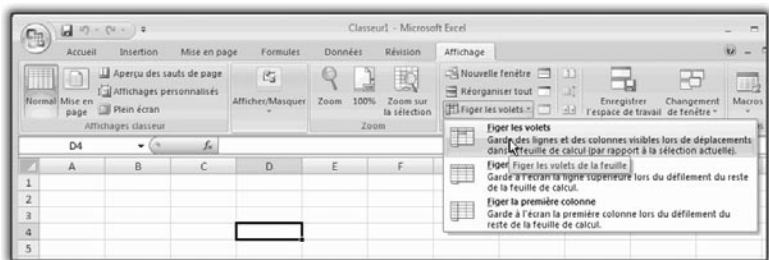 Classeur1 - Microsoft Excel
Accueil Insertion Mise en page Formules Données Révision Affichage
Normal
Mise en page
Aperçu des sauts de page
Affichages personnalisés
Plein écran
Affichages classeur
Afficher/Masquer
Zoom
100%
Zoom sur la sélection
Zoom
Nouvelle fenêtre
Réorganiser tout
Figer les volets
Enregistrer l'espace de travail
Changement de fenêtre
Macros
D4
fx
Figer les volets
Garde des lignes et des colonnes visibles lors de déplacements
dans feuille de calcul (par rapport à la sélection actuelle).
Figer
Figer les volets de la feuille
Garde à l'écran la ligne supérieure lors du défilement du reste
de la feuille de calcul.
Figer la première colonne
Garde à l'écran la première colonne lors du défilement du
reste de la feuille de calcul.
A B C D E F
1
2
3
4
5